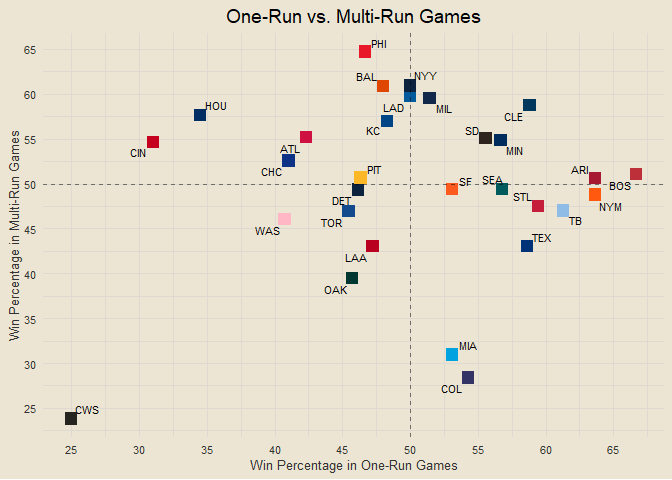 One-Run vs. Multi-Run Games
Win Percentage in Multi-Run Games
65
60
55
50
45
40
35
30
25
PHI
BAL
NYY
LAD
MIL
HOU
KC
CLE
CIN
ATL
SD
MIN
CHC
PIT
ARI
BOS
DET
SF
SEA
STL
NYM
TOR
TB
WAS
LAA
TEX
OAK
MIA
COL
CWS
25
30
35
40
45
50
55
60
65
Win Percentage in One-Run Games